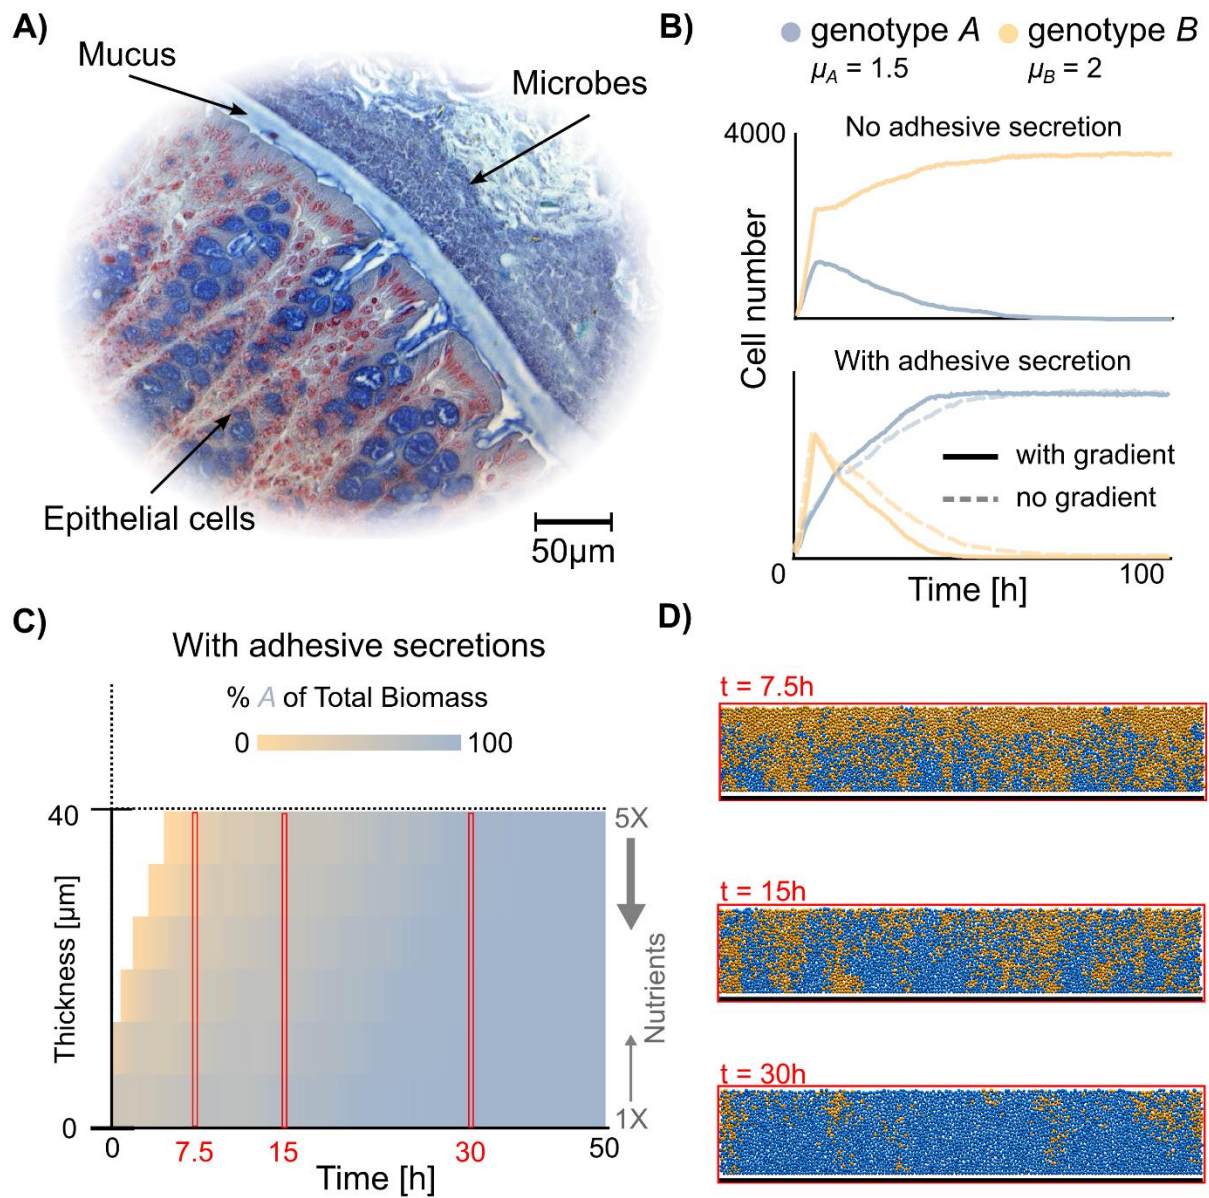 A)
Mucus
Microbes
Epithelial cells
50µm
B)
genotype A
genotype B
μA = 1.5
μB = 2
4000
No adhesive secretion
Cell number
With adhesive secretion
with gradient
no gradient
0
100
Time [h]
C)
With adhesive secretions
% A of Total Biomass
0
100
40
5X
Thickness [µm]
Nutrients
1X
0
0
7.5
15
30
50
Time [h]
D)
t = 7.5h
t = 15h
t = 30h